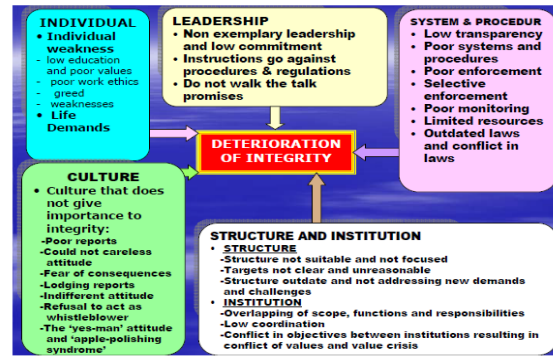 INDIVIDUAL
• Individual
weakness
- low education
and poor values
- poor work ethics
- greed
- weaknesses
• Life
Demands
LEADERSHIP
• Non exemplary leadership
and low commitment
• Instructions go against
procedures & regulations
• Do not walk the talk
promises
SYSTEM & PROCEDUR
• Low transparency
• Poor systems and
procedures
• Poor enforcement
• Selective
enforcement
• Poor monitoring
• Limited resources
• Outdated laws
and conflict in
laws
DETERIORATION
OF INTEGRITY
CULTURE
• Culture that does
not give
importance to
integrity:
-Poor reports
-Could not careless
attitude
-Fear of consequences
-Lodging reports
-Indifferent attitude
-Refusal to act as
whistleblower
-The 'yes-man' attitude
and 'apple-polishing
syndrome'
STRUCTURE AND INSTITUTION
• STRUCTURE
-Structure not suitable and not focused
-Targets not clear and unreasonable
-Structure outdate and not addressing new demands
and challenges
• INSTITUTION
-Overlapping of scope, functions and responsibilities
-Low coordination
-Conflict in objectives between institutions resulting in
conflict of values and value crisis